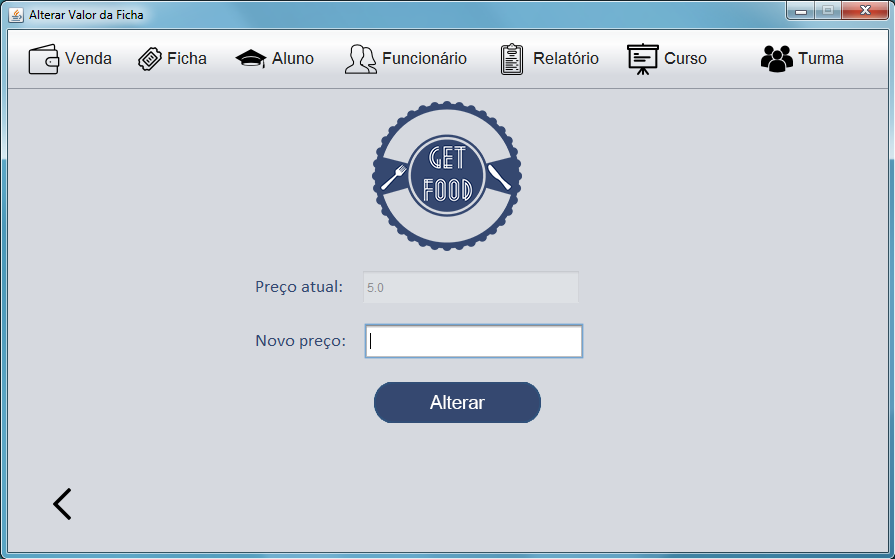 Alterar Valor da Ficha
Venda Ficha Aluno Funcionário Relatório Curso Turma
GET
FOOD
Preço atual: 5.0
Novo preço:
Alterar